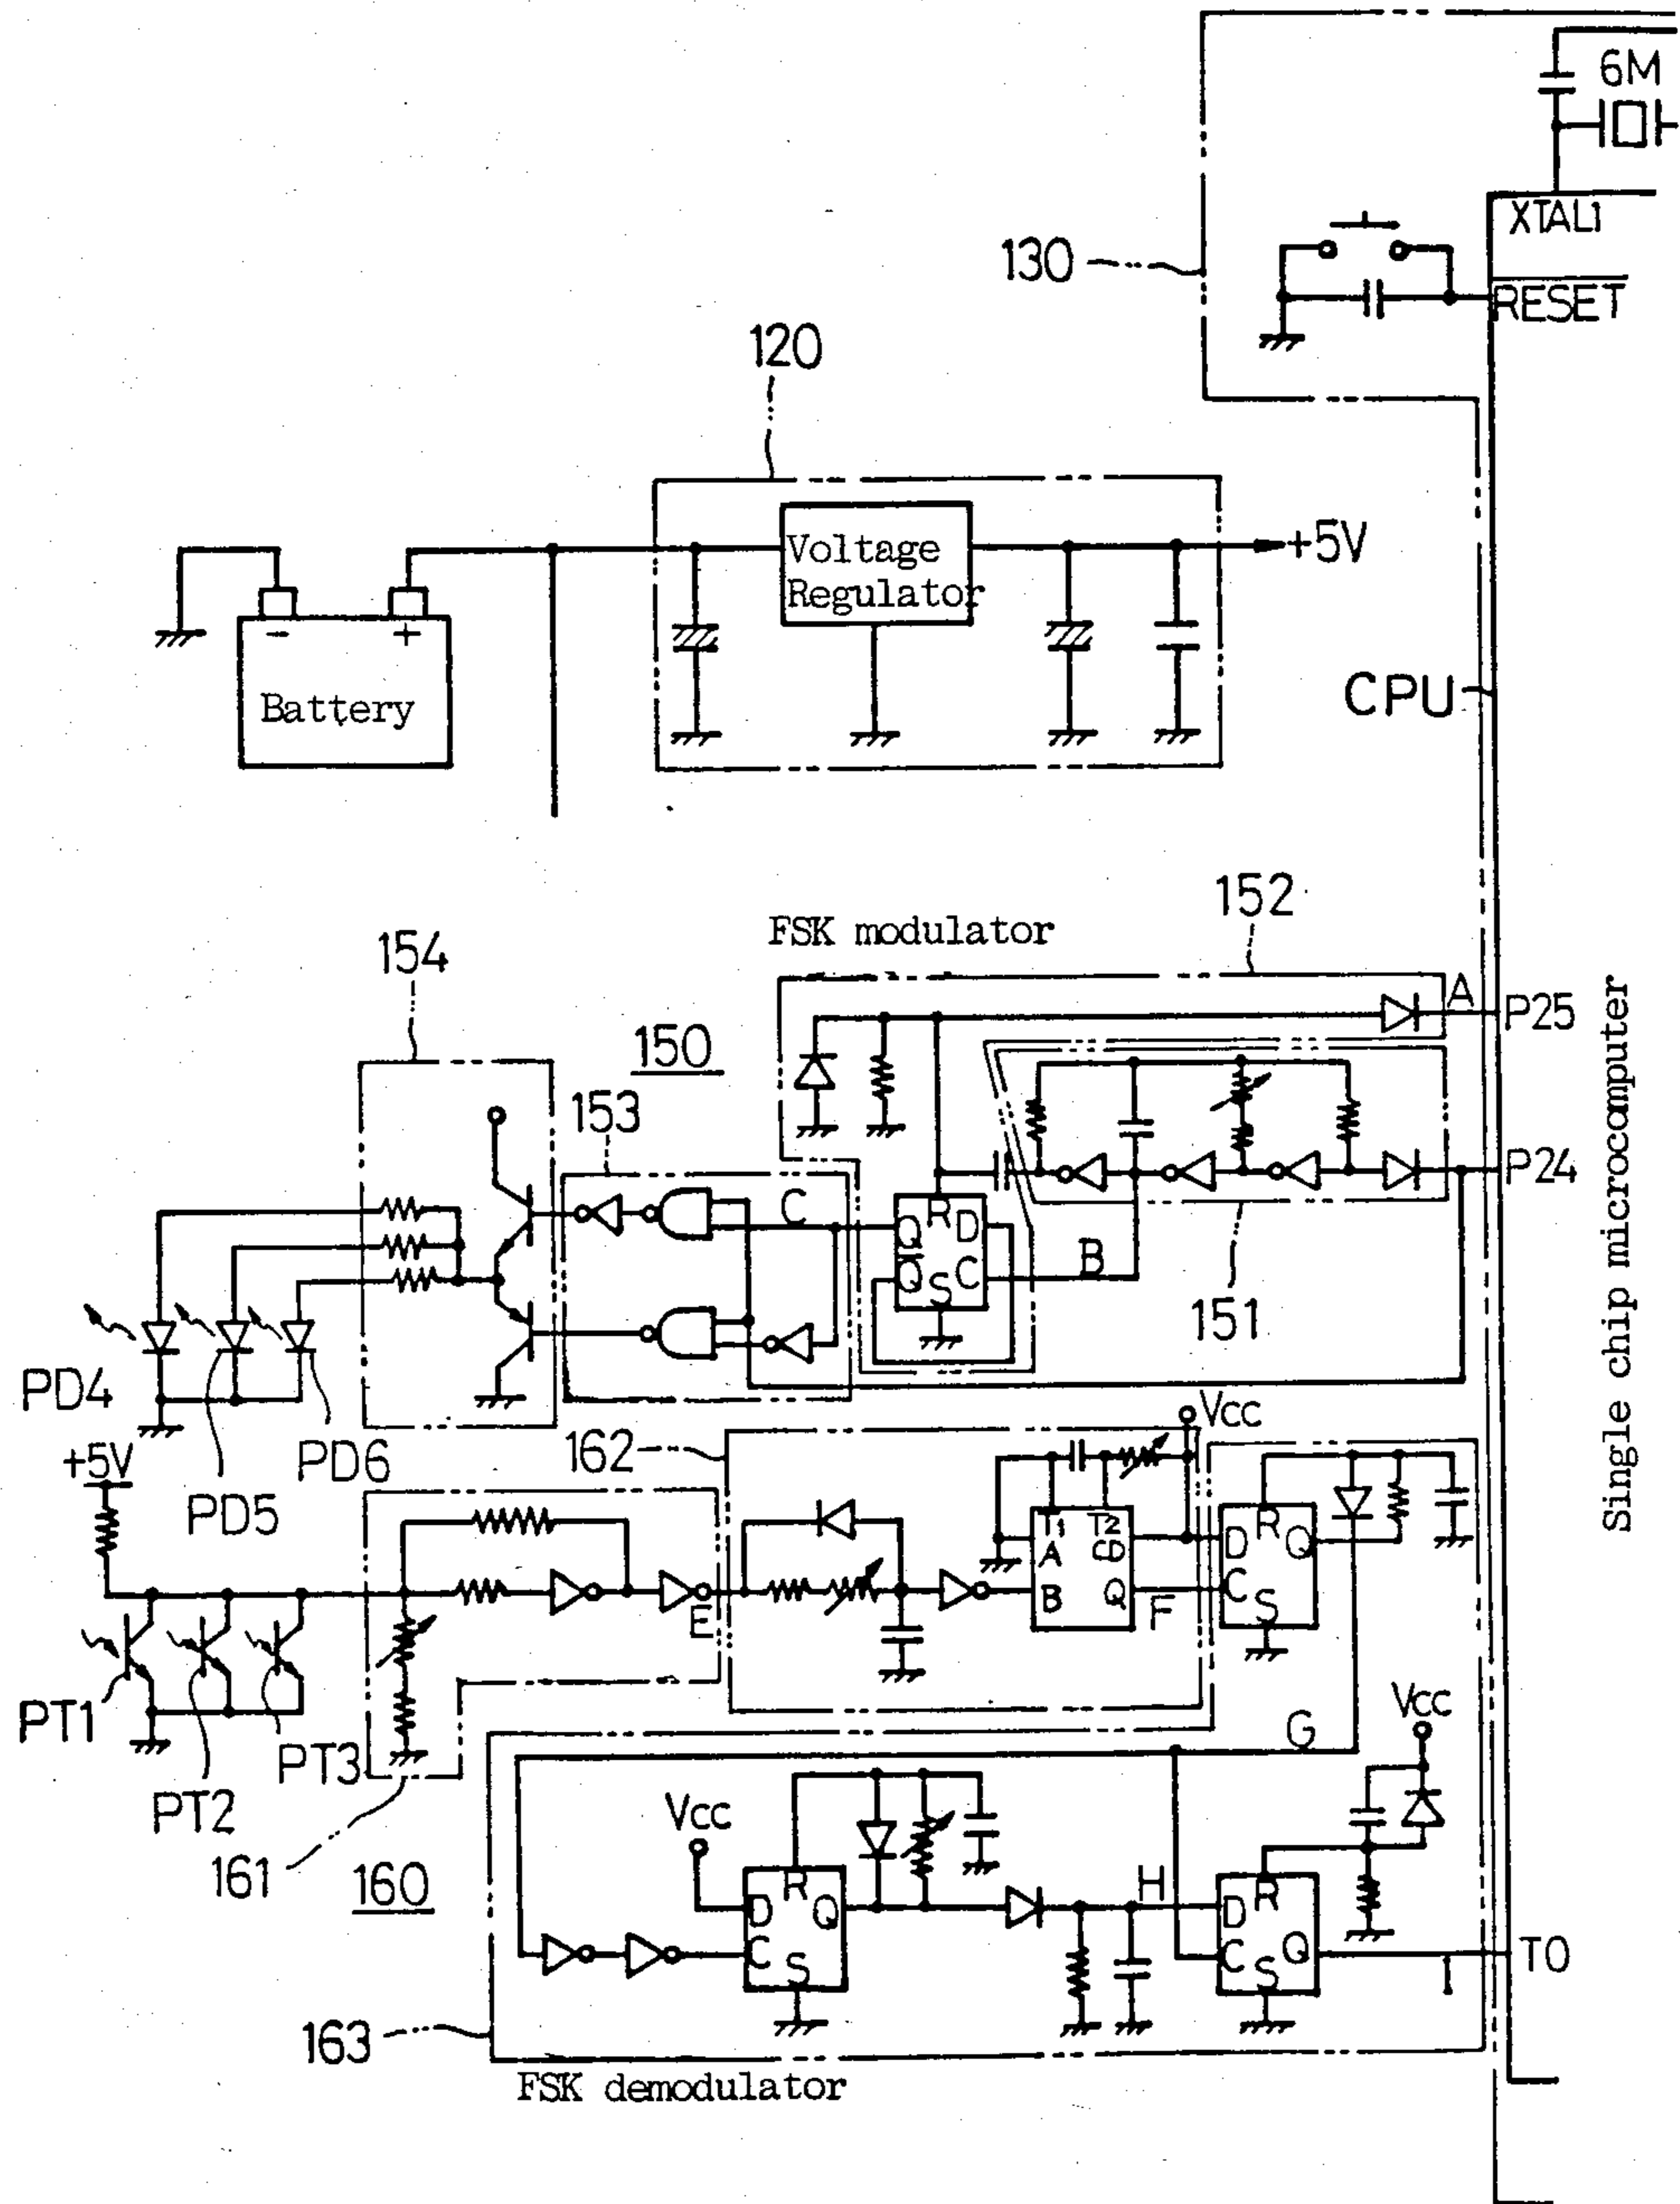 6M
XTAL1
130
RESET
120
Voltage
Regulator
+5V
-
+
Battery
CPU
Single chip microcomputer
152
FSK modulator
154
A
P25
150
153
P24
C
Q
R
D
Q
S
C
B
151
PD4
PD5
PD6
+5V
162
Vcc
T1
T2
A
CD
B
Q
F
D
R
Q
C
S
E
PT1
PT2
PT3
161
160
G
Vcc
Vcc
D
R
Q
C
S
H
D
R
Q
C
S
I
T0
163
FSK demodulator